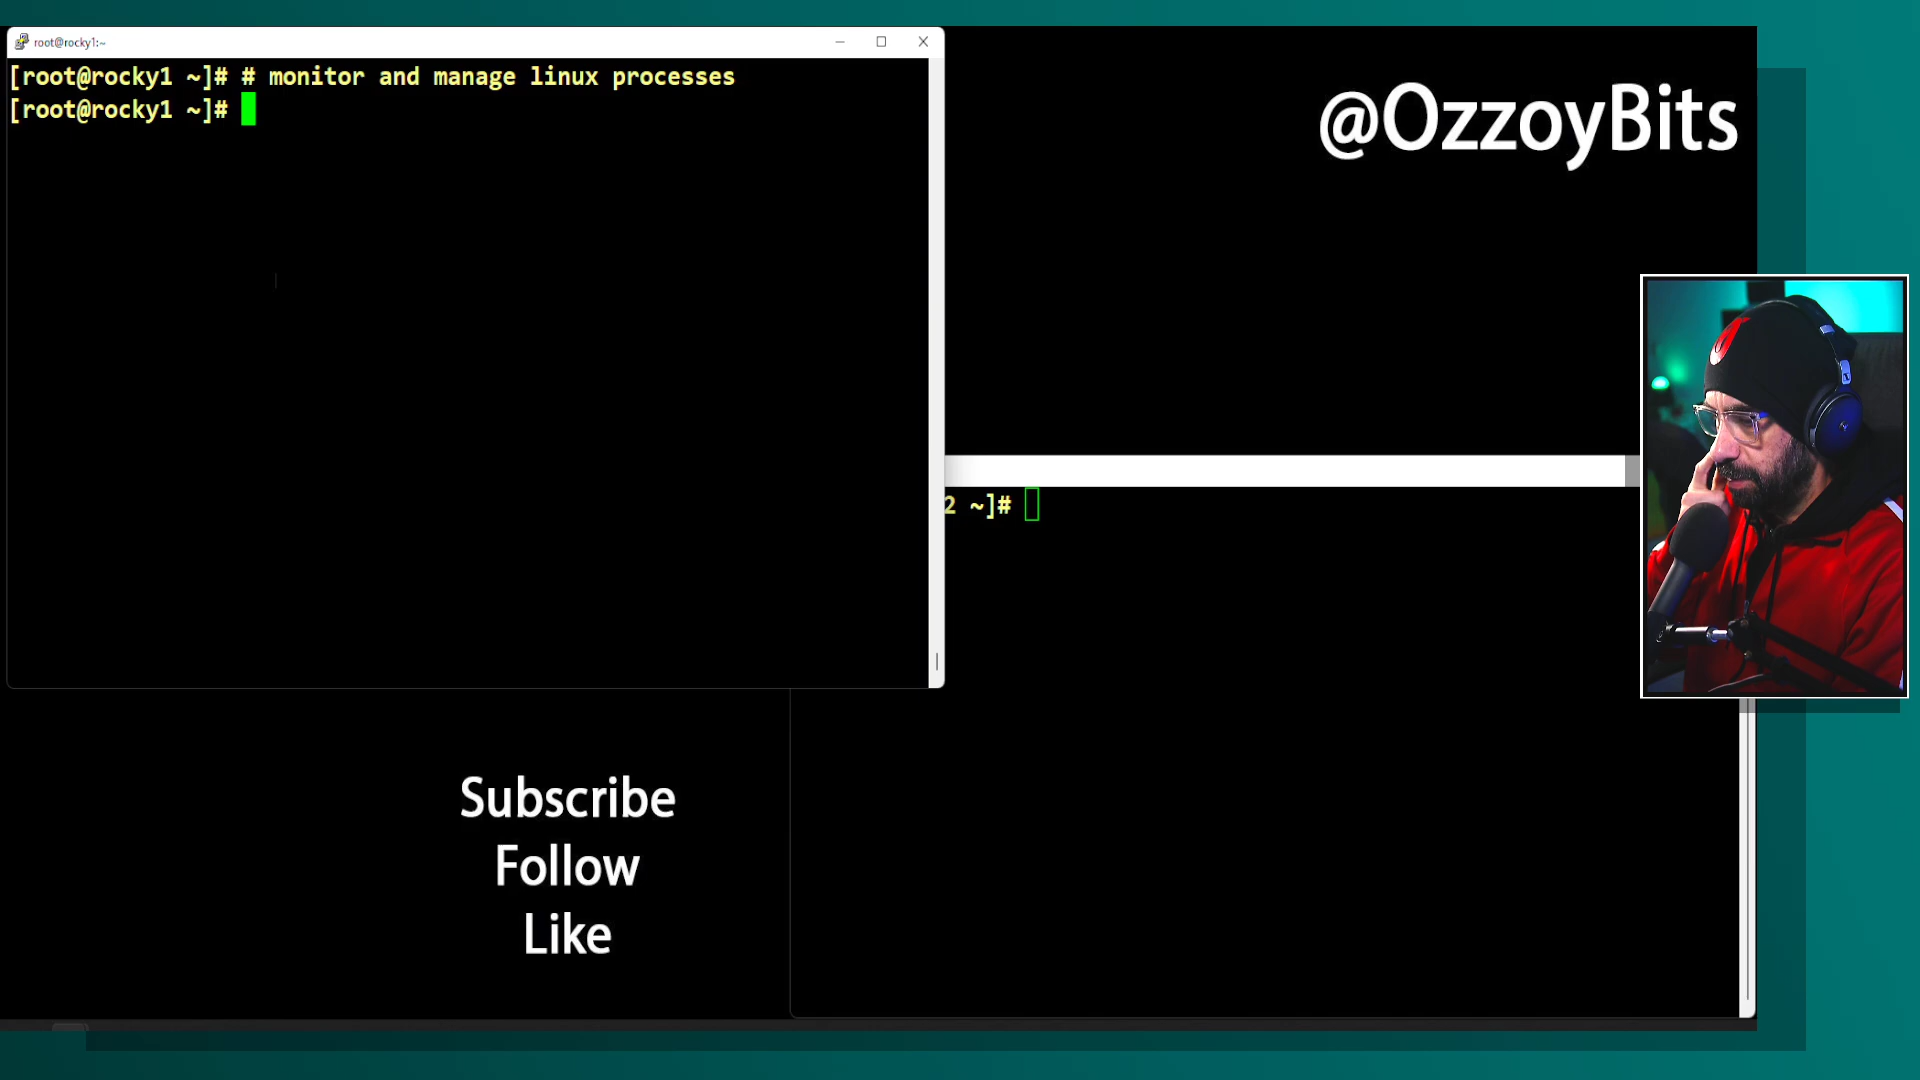 root@rocky1:~
[root@rocky1 ~]# # monitor and manage linux processes
[root@rocky1 ~]#
@OzzoyBits
2 ~]#
Subscribe
Follow
Like